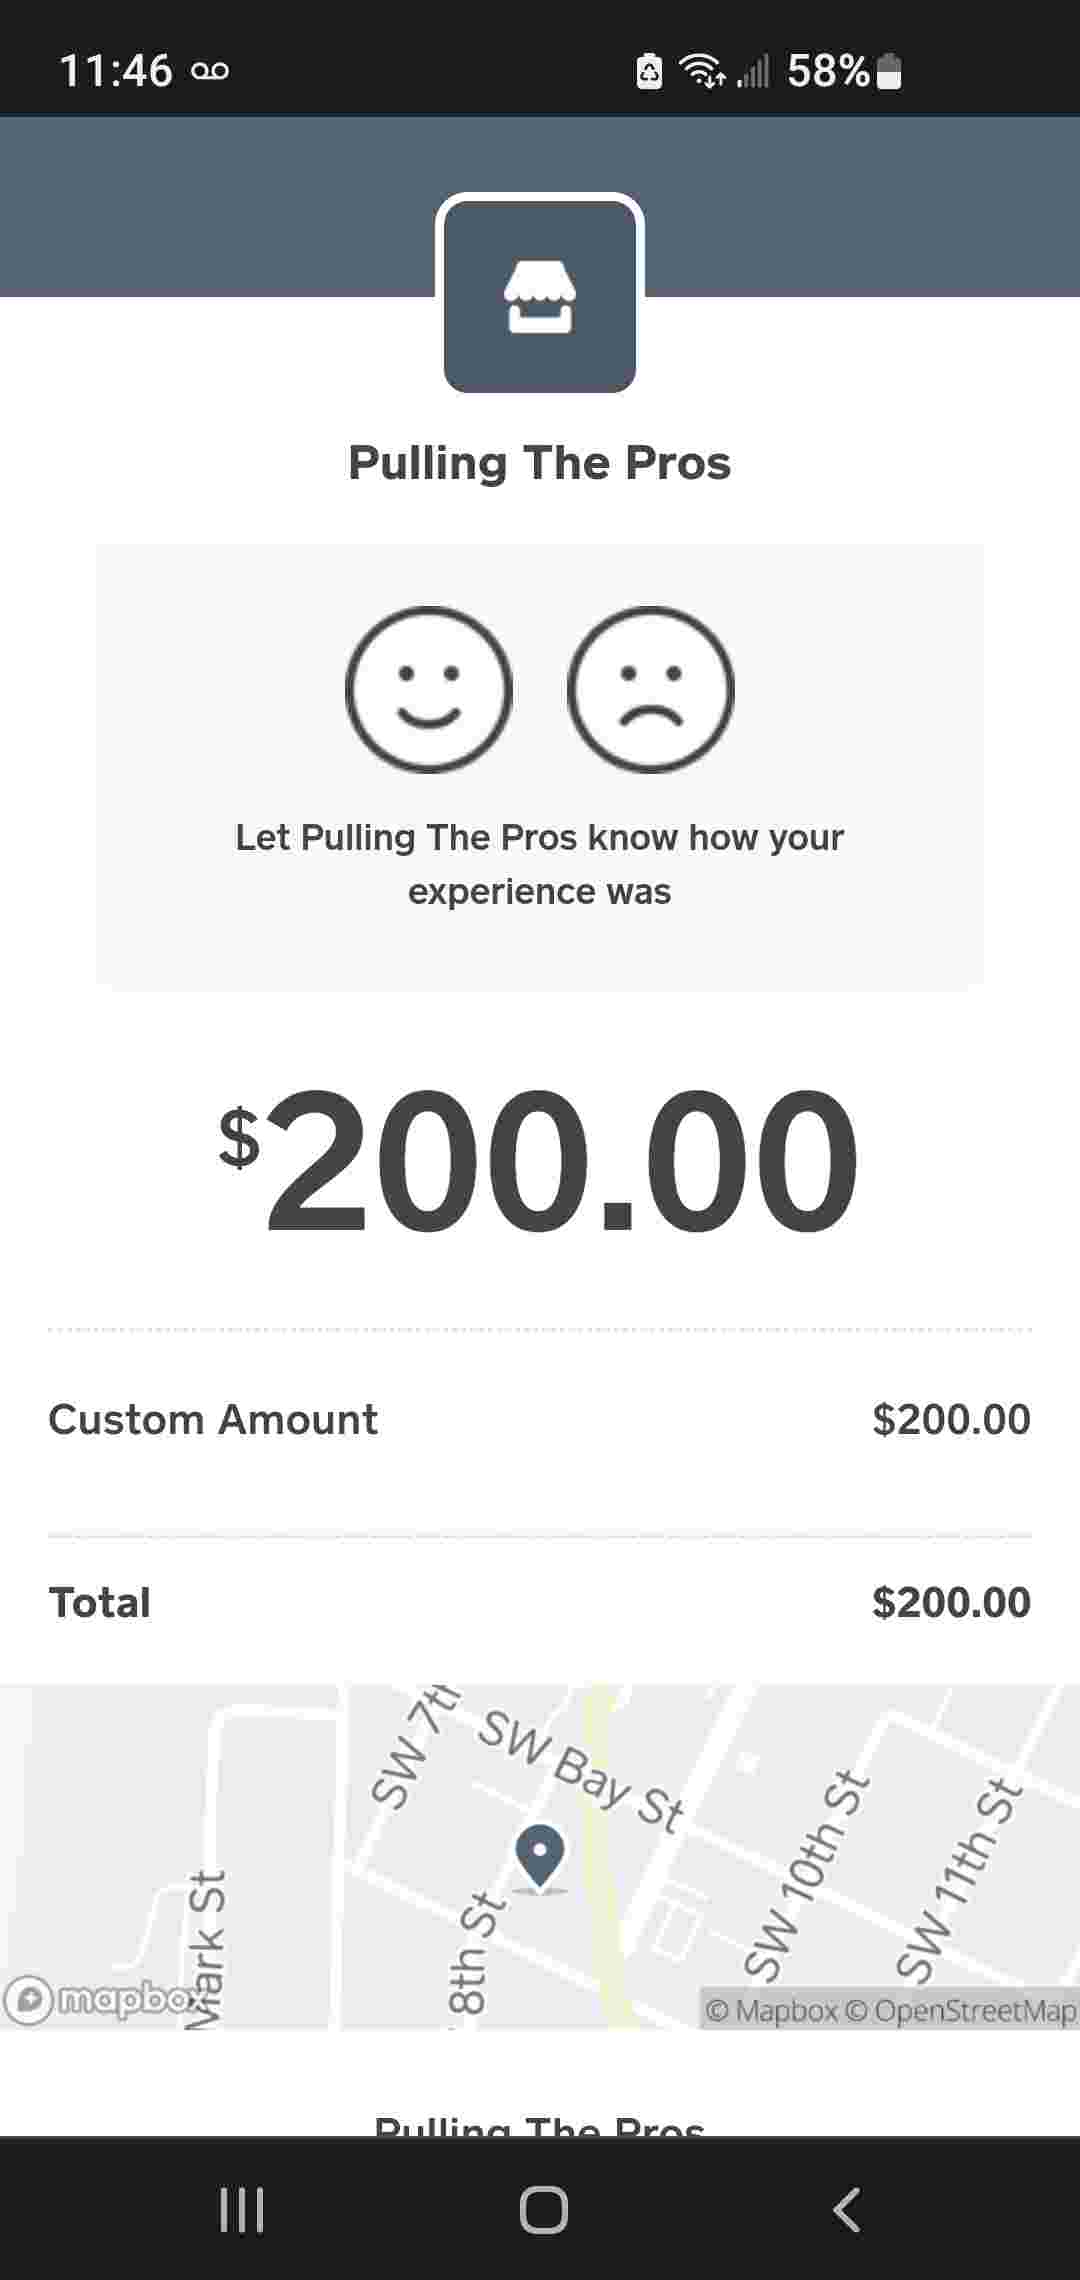 11:46
58%
Pulling The Pros
Let Pulling The Pros know how your
experience was
$200.00
Custom Amount $200.00
Total $200.00
SW 7th
SW Bay St
SW 10th St
SW 11th St
Mark St
8th St
mapbox
© Mapbox © OpenStreetMap
Pulling The Pros